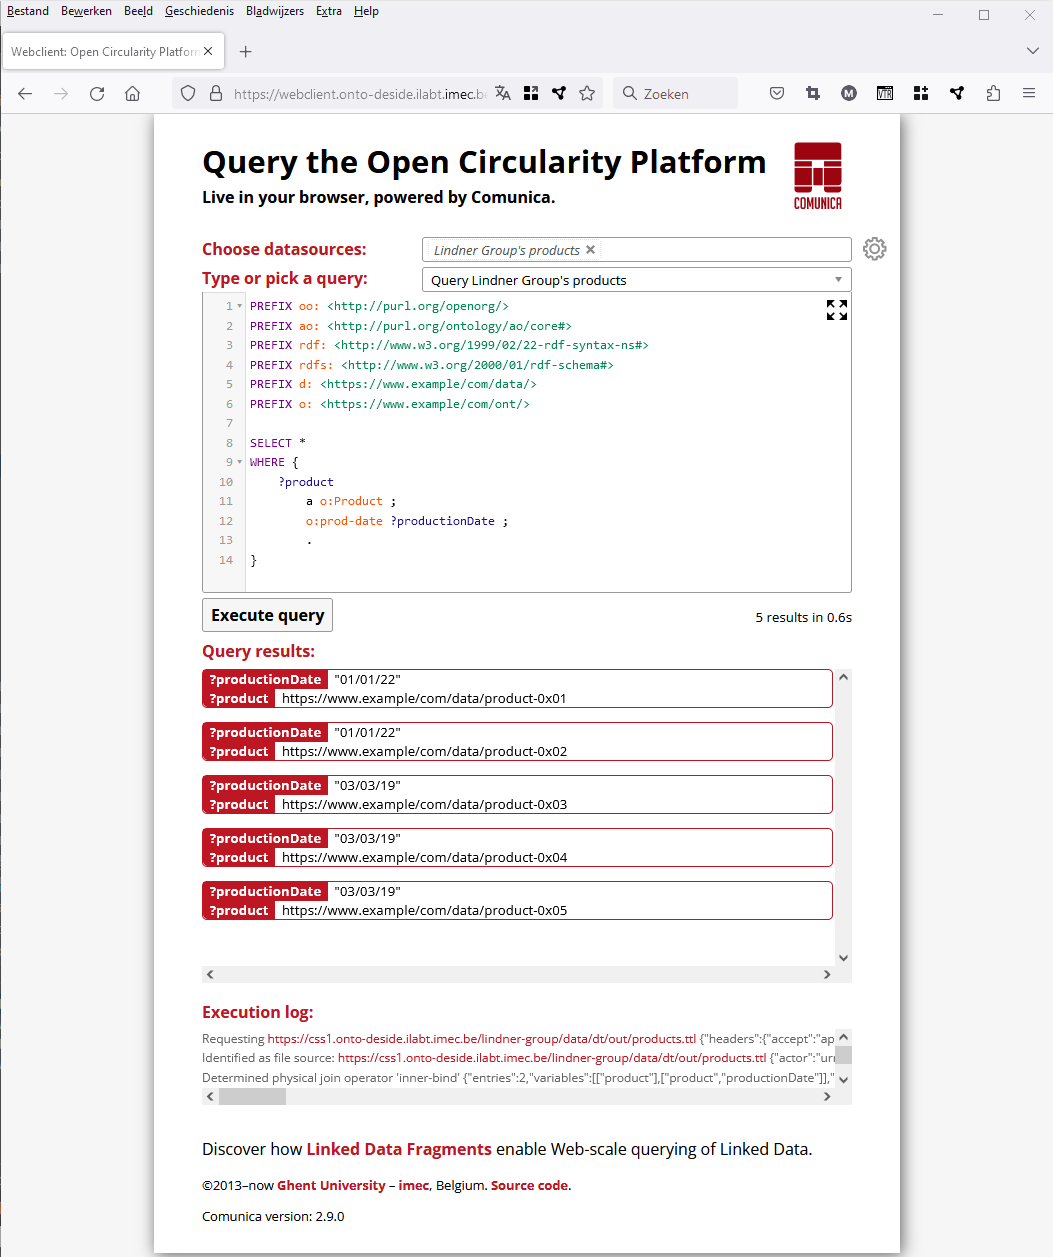 Bestand Bewerken Beeld Geschiedenis Bladwijzers Extra Help
Webclient: Open Circularity Platform
https://webclient.onto-deside.ilabt.imec.be
Zoeken
Query the Open Circularity Platform
Live in your browser, powered by Comunica.
COMUNICA
Choose datasources: Lindner Group's products
Type or pick a query: Query Lindner Group's products
1 PREFIX oo: <http://purl.org/openorg/>
2 PREFIX ao: <http://purl.org/ontology/ao/core#>
3 PREFIX rdf: <http://www.w3.org/1999/02/22-rdf-syntax-ns#>
4 PREFIX rdfs: <http://www.w3.org/2000/01/rdf-schema#>
5 PREFIX d: <https://www.example/com/data/>
6 PREFIX o: <https://www.example/com/ont/>
7
8 SELECT *
9 WHERE {
10 ?product
11 a o:Product ;
12 o:prod-date ?productionDate ;
13 .
14 }
Execute query 5 results in 0.6s
Query results:
?productionDate "01/01/22"
?product https://www.example/com/data/product-0x01
?productionDate "01/01/22"
?product https://www.example/com/data/product-0x02
?productionDate "03/03/19"
?product https://www.example/com/data/product-0x03
?productionDate "03/03/19"
?product https://www.example/com/data/product-0x04
?productionDate "03/03/19"
?product https://www.example/com/data/product-0x05
Execution log:
Requesting https://css1.onto-deside.ilabt.imec.be/lindner-group/data/dt/out/products.ttl {"headers":{"accept":"ap
Identified as file source: https://css1.onto-deside.ilabt.imec.be/lindner-group/data/dt/out/products.ttl {"actor":"urn
Determined physical join operator 'inner-bind' {"entries":2,"variables":[["product"],["product","productionDate"]],"
Discover how Linked Data Fragments enable Web-scale querying of Linked Data.
©2013–now Ghent University – imec, Belgium. Source code.
Comunica version: 2.9.0